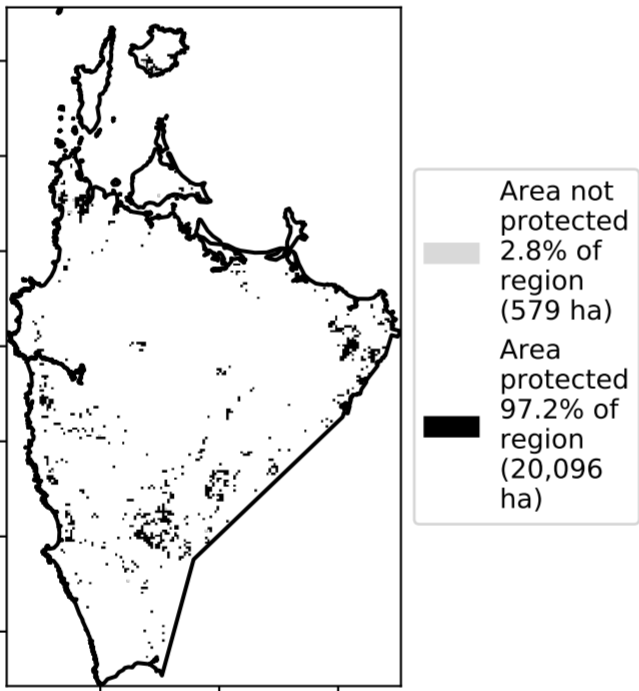 Area not
protected
2.8% of
region
(579 ha)
Area
protected
97.2% of
region
(20,096
ha)